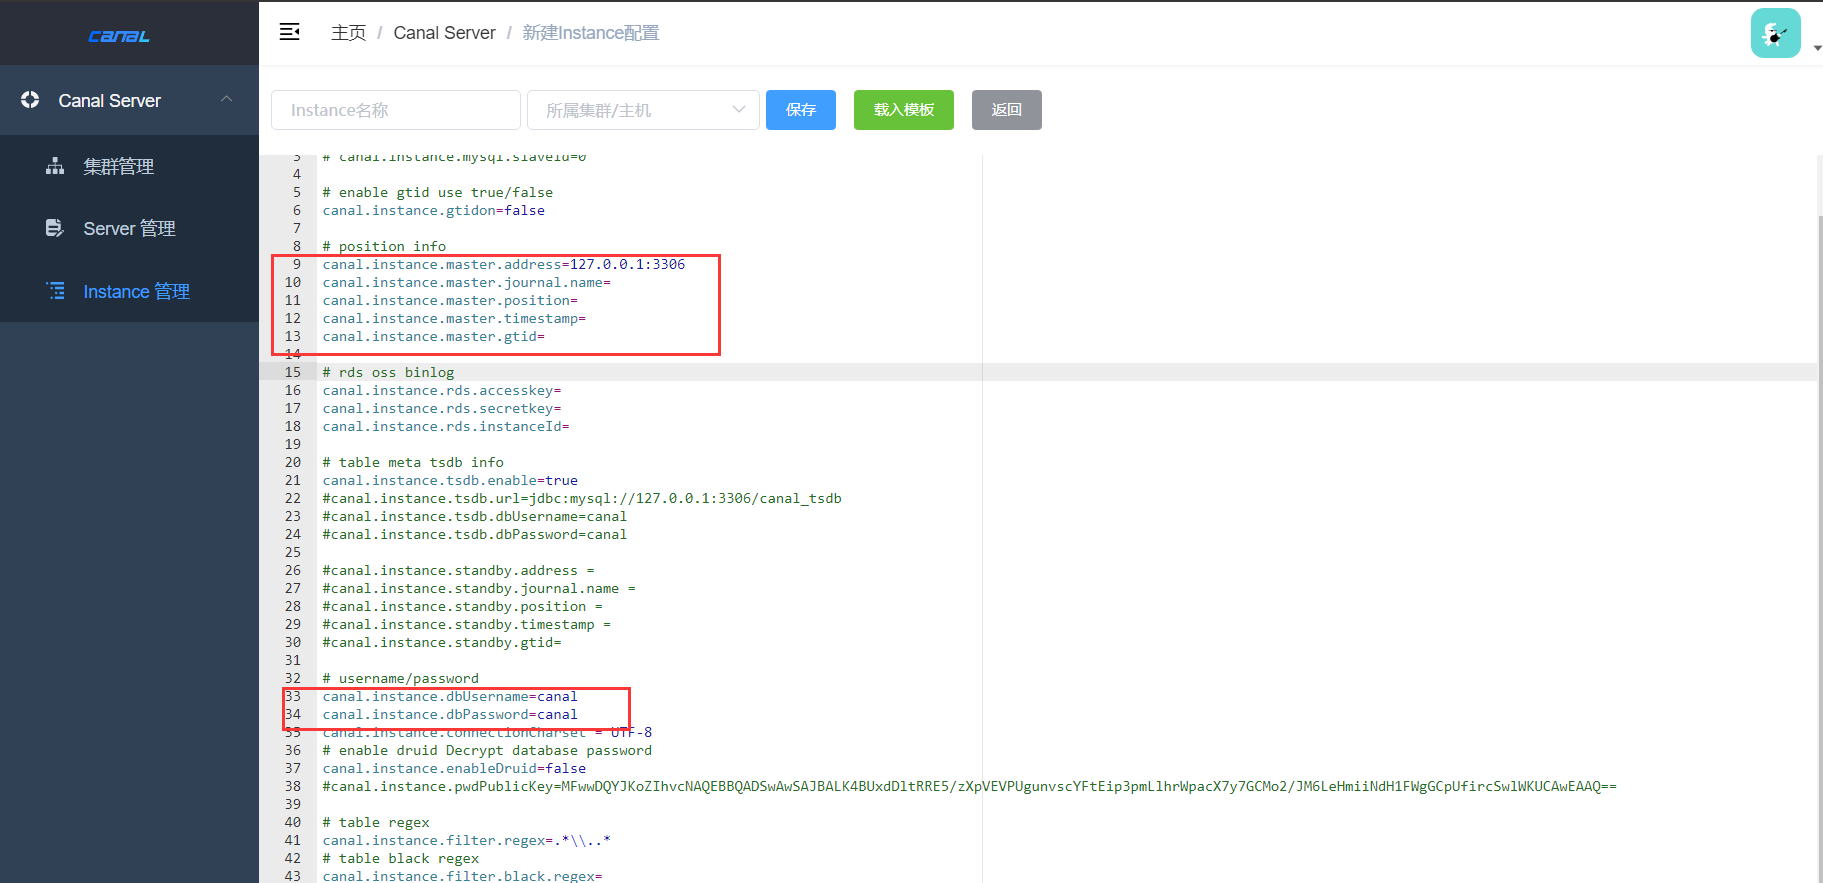 canal
主页 / Canal Server / 新建Instance配置
Canal Server
集群管理
Server 管理
Instance 管理
Instance名称 所属集群/主机 保存 载入模板 返回
3 # canal.instance.mysql.slaveId=0
4
5 # enable gtid use true/false
6 canal.instance.gtidon=false
7
8 # position info
9 canal.instance.master.address=127.0.0.1:3306
10 canal.instance.master.journal.name=
11 canal.instance.master.position=
12 canal.instance.master.timestamp=
13 canal.instance.master.gtid=
14
15 # rds oss binlog
16 canal.instance.rds.accesskey=
17 canal.instance.rds.secretkey=
18 canal.instance.rds.instanceId=
19
20 # table meta tsdb info
21 canal.instance.tsdb.enable=true
22 #canal.instance.tsdb.url=jdbc:mysql://127.0.0.1:3306/canal_tsdb
23 #canal.instance.tsdb.dbUsername=canal
24 #canal.instance.tsdb.dbPassword=canal
25
26 #canal.instance.standby.address =
27 #canal.instance.standby.journal.name =
28 #canal.instance.standby.position =
29 #canal.instance.standby.timestamp =
30 #canal.instance.standby.gtid=
31
32 # username/password
33 canal.instance.dbUsername=canal
34 canal.instance.dbPassword=canal
35 canal.instance.connectionCharset = UTF-8
36 # enable druid Decrypt database password
37 canal.instance.enableDruid=false
38 #canal.instance.pwdPublicKey=MFwwDQYJKoZIhvcNAQEBBQADSwAwSAJBALK4BUxdDltRRE5/zXpVEVPUgunvscYFtEip3pmLlhrWpacX7y7GCMo2/JM6LeHmiiNdH1FWgGCpUfircSwlWKUCAwEAAQ==
39
40 # table regex
41 canal.instance.filter.regex=.*\\..*
42 # table black regex
43 canal.instance.filter.black.regex=